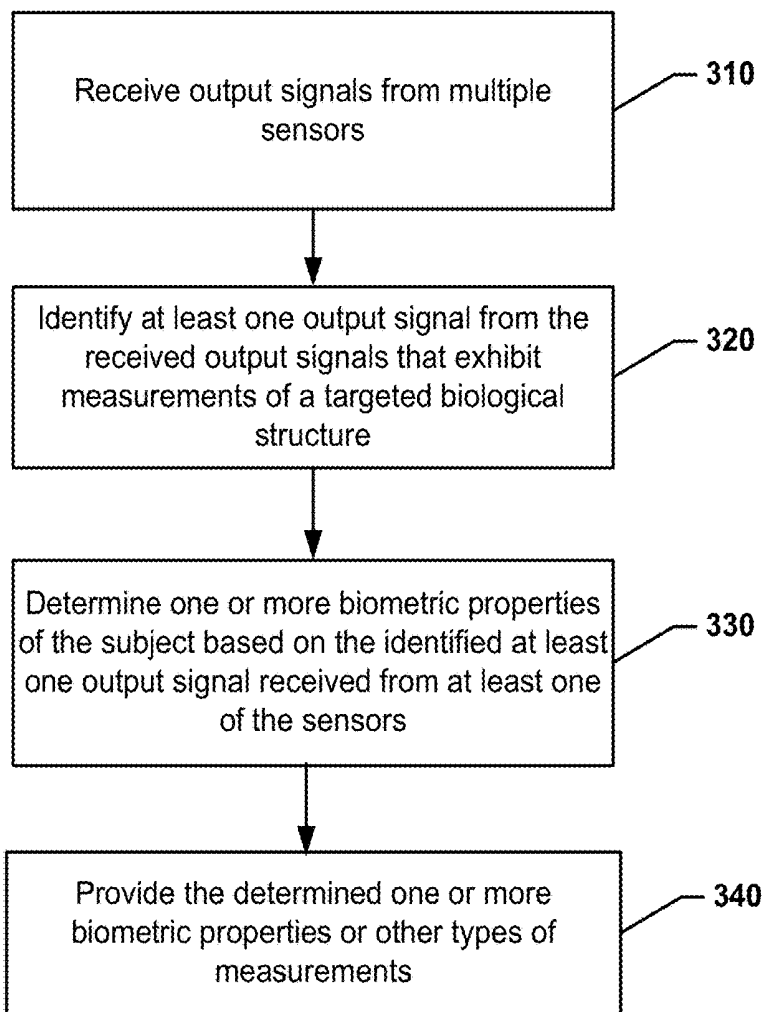 Receive output signals from multiple
sensors
310
Identify at least one output signal from the
received output signals that exhibit
measurements of a targeted biological
structure
320
Determine one or more biometric properties
of the subject based on the identified at least
one output signal received from at least one
of the sensors
330
Provide the determined one or more
biometric properties or other types of
measurements
340